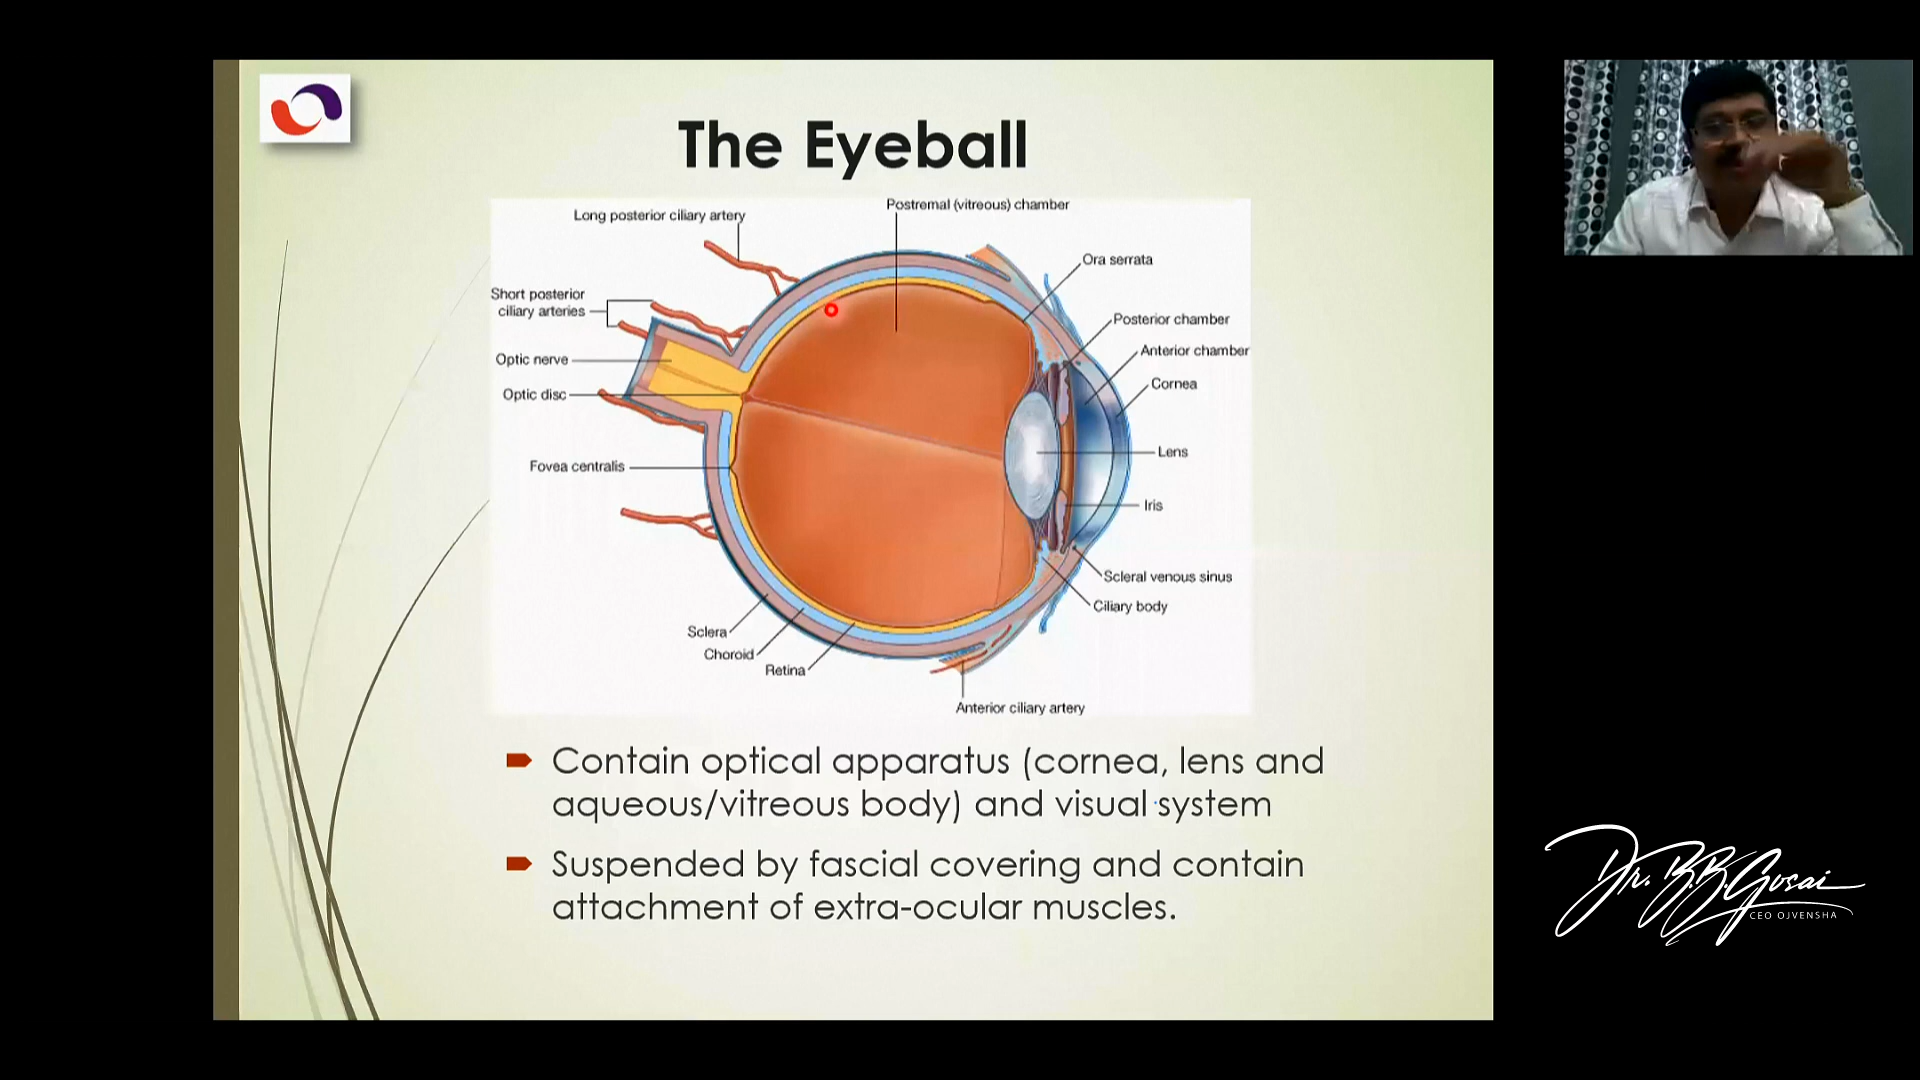 The Eyeball
Long posterior ciliary artery
Postremal (vitreous) chamber
Ora serrata
Short posterior
ciliary arteries
Posterior chamber
Anterior chamber
Optic nerve
Cornea
Optic disc
Lens
Fovea centralis
Iris
Scleral venous sinus
Ciliary body
Sclera
Choroid
Retina
Anterior ciliary artery
Contain optical apparatus (cornea, lens and
aqueous/vitreous body) and visual system
Suspended by fascial covering and contain
attachment of extra-ocular muscles.
Dr. B.B. Gosai
CEO OJVENSHA